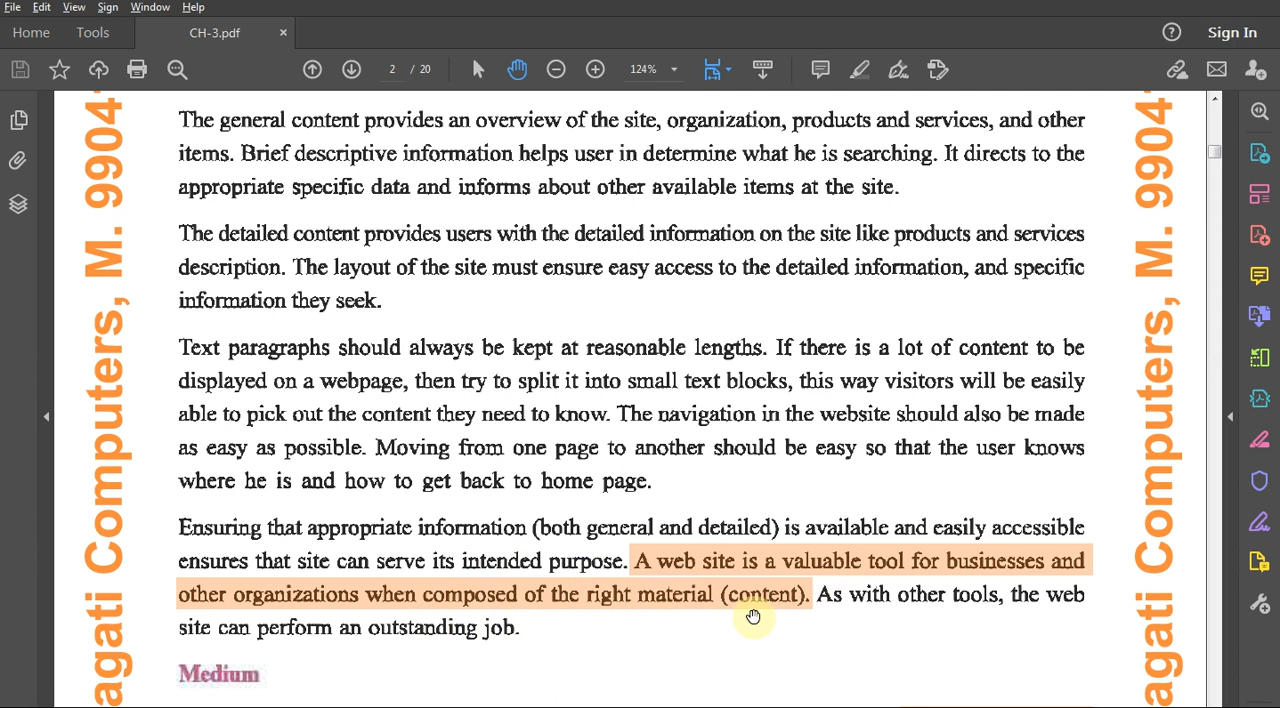 File Edit View Sign Window Help
Home Tools CH-3.pdf × ? Sign In
2 / 20 124%
The general content provides an overview of the site, organization, products and services, and other
items. Brief descriptive information helps user in determine what he is searching. It directs to the
appropriate specific data and informs about other available items at the site.
The detailed content provides users with the detailed information on the site like products and services
description. The layout of the site must ensure easy access to the detailed information, and specific
information they seek.
Text paragraphs should always be kept at reasonable lengths. If there is a lot of content to be
displayed on a webpage, then try to split it into small text blocks, this way visitors will be easily
able to pick out the content they need to know. The navigation in the website should also be made
as easy as possible. Moving from one page to another should be easy so that the user knows
where he is and how to get back to home page.
Ensuring that appropriate information (both general and detailed) is available and easily accessible
ensures that site can serve its intended purpose. A web site is a valuable tool for businesses and
other organizations when composed of the right material (content). As with other tools, the web
site can perform an outstanding job.
Medium
agati Computers, M. 9904
agati Computers, M. 9904